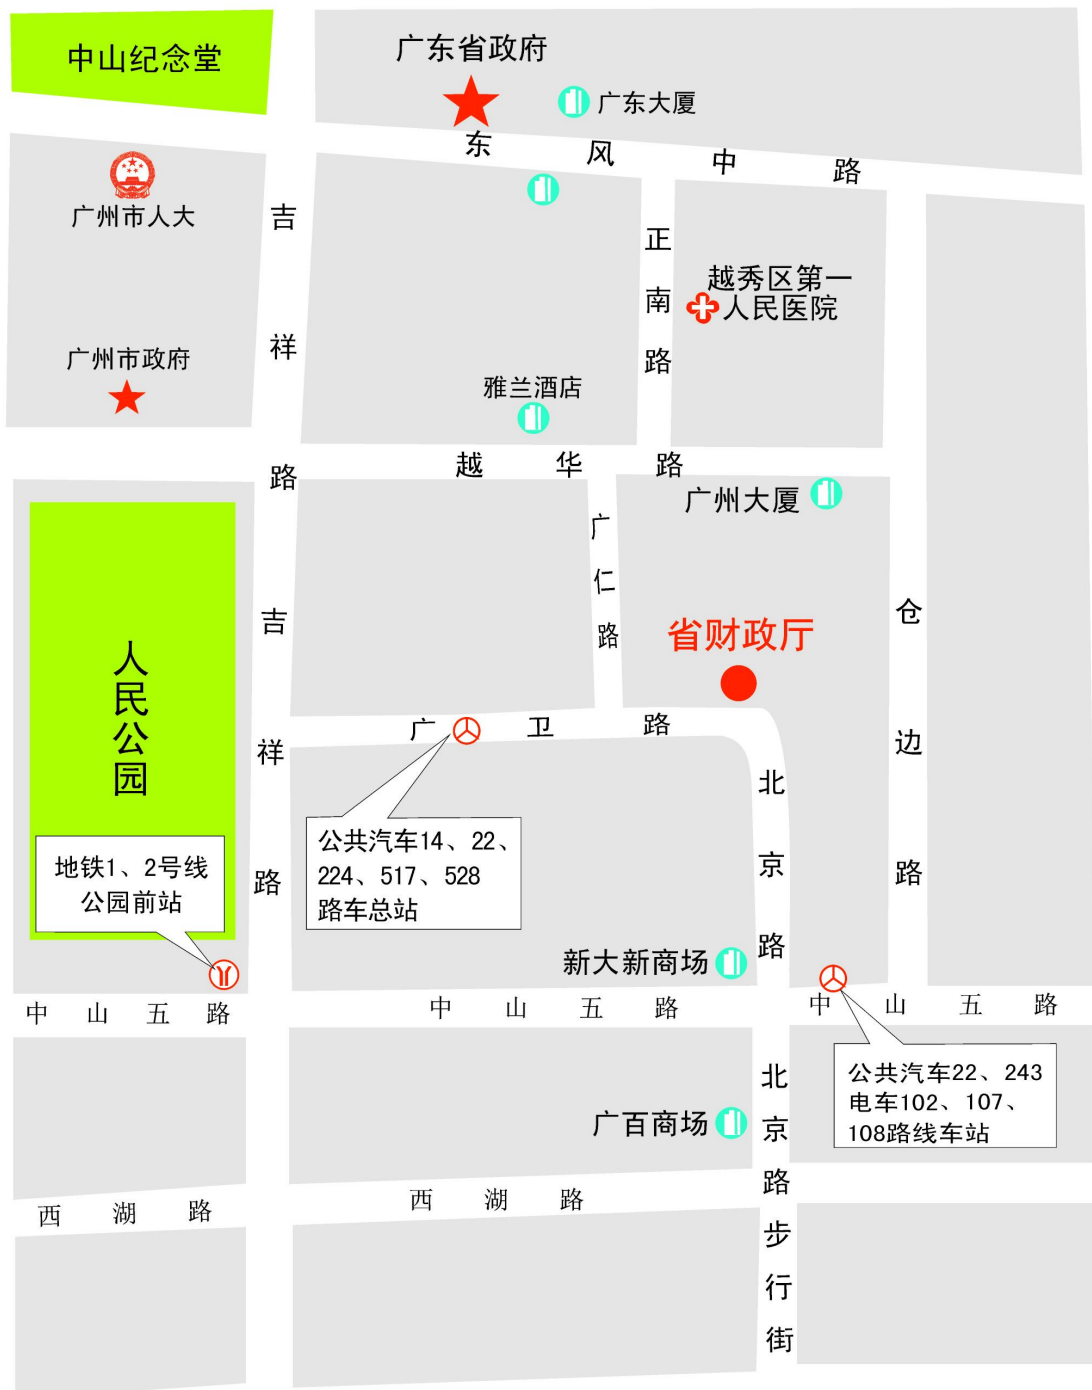 中山纪念堂
广东省政府
广东大厦
东风中路
广州市人大
吉祥路
正南路
越秀区第一
人民医院
广州市政府
雅兰酒店
越华路
广州大厦
广仁路
仓边路
省财政厅
吉祥路
人民公园
广卫路
北京路
地铁1、2号线
公园前站
公共汽车14、22、
224、517、528
路车总站
新大新商场
中山五路
中山五路
中山五路
公共汽车22、243
电车102、107、
108路线车站
广百商场
北京路步行街
西湖路
西湖路